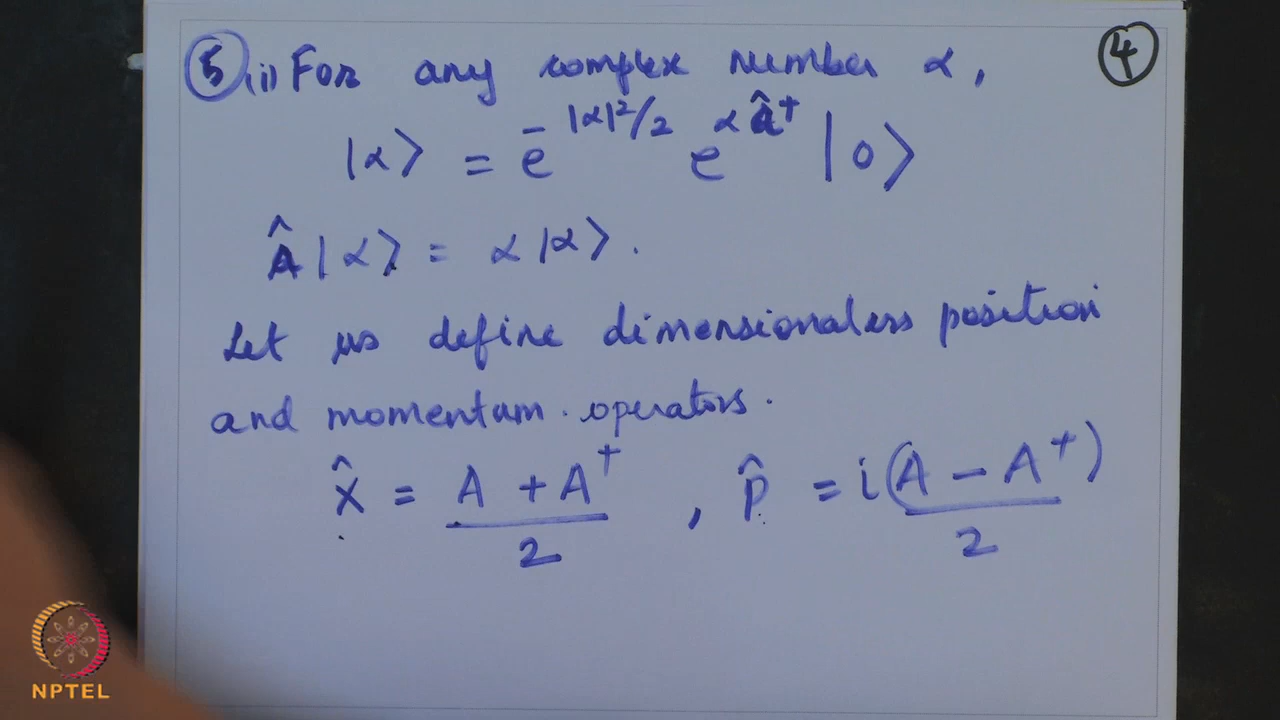 5 (i) For any complex number α, 4
|α⟩ = e^{-|α|²/2} e^{α â†} |0⟩
Â|α⟩ = α|α⟩.
Let us define dimensionless position
and momentum operators.
x̂ = (A + A†)/2 , p̂ = i(A − A†)/2
NPTEL